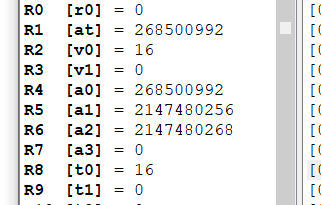 R0 [r0] = 0
R1 [at] = 268500992
R2 [v0] = 16
R3 [v1] = 0
R4 [a0] = 268500992
R5 [a1] = 2147480256
R6 [a2] = 2147480268
R7 [a3] = 0
R8 [t0] = 16
R9 [t1] = 0